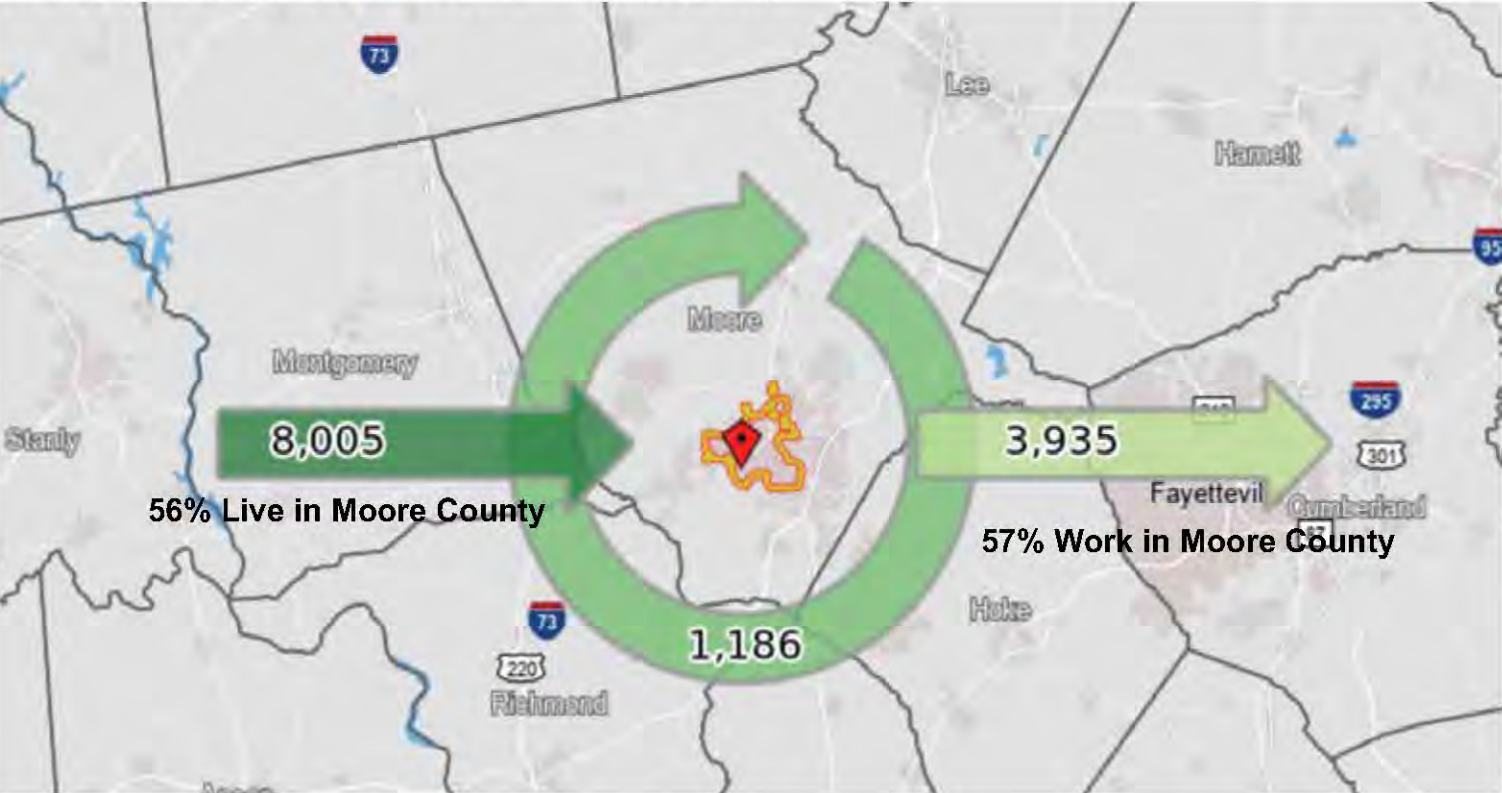 73
Lee
Harnett
95
Moore
Montgomery
295
Stanly
8,005
3,935
301
Fayettevil
Cumberland
56% Live in Moore County
57% Work in Moore County
Hoke
73
1,186
220
Richmond